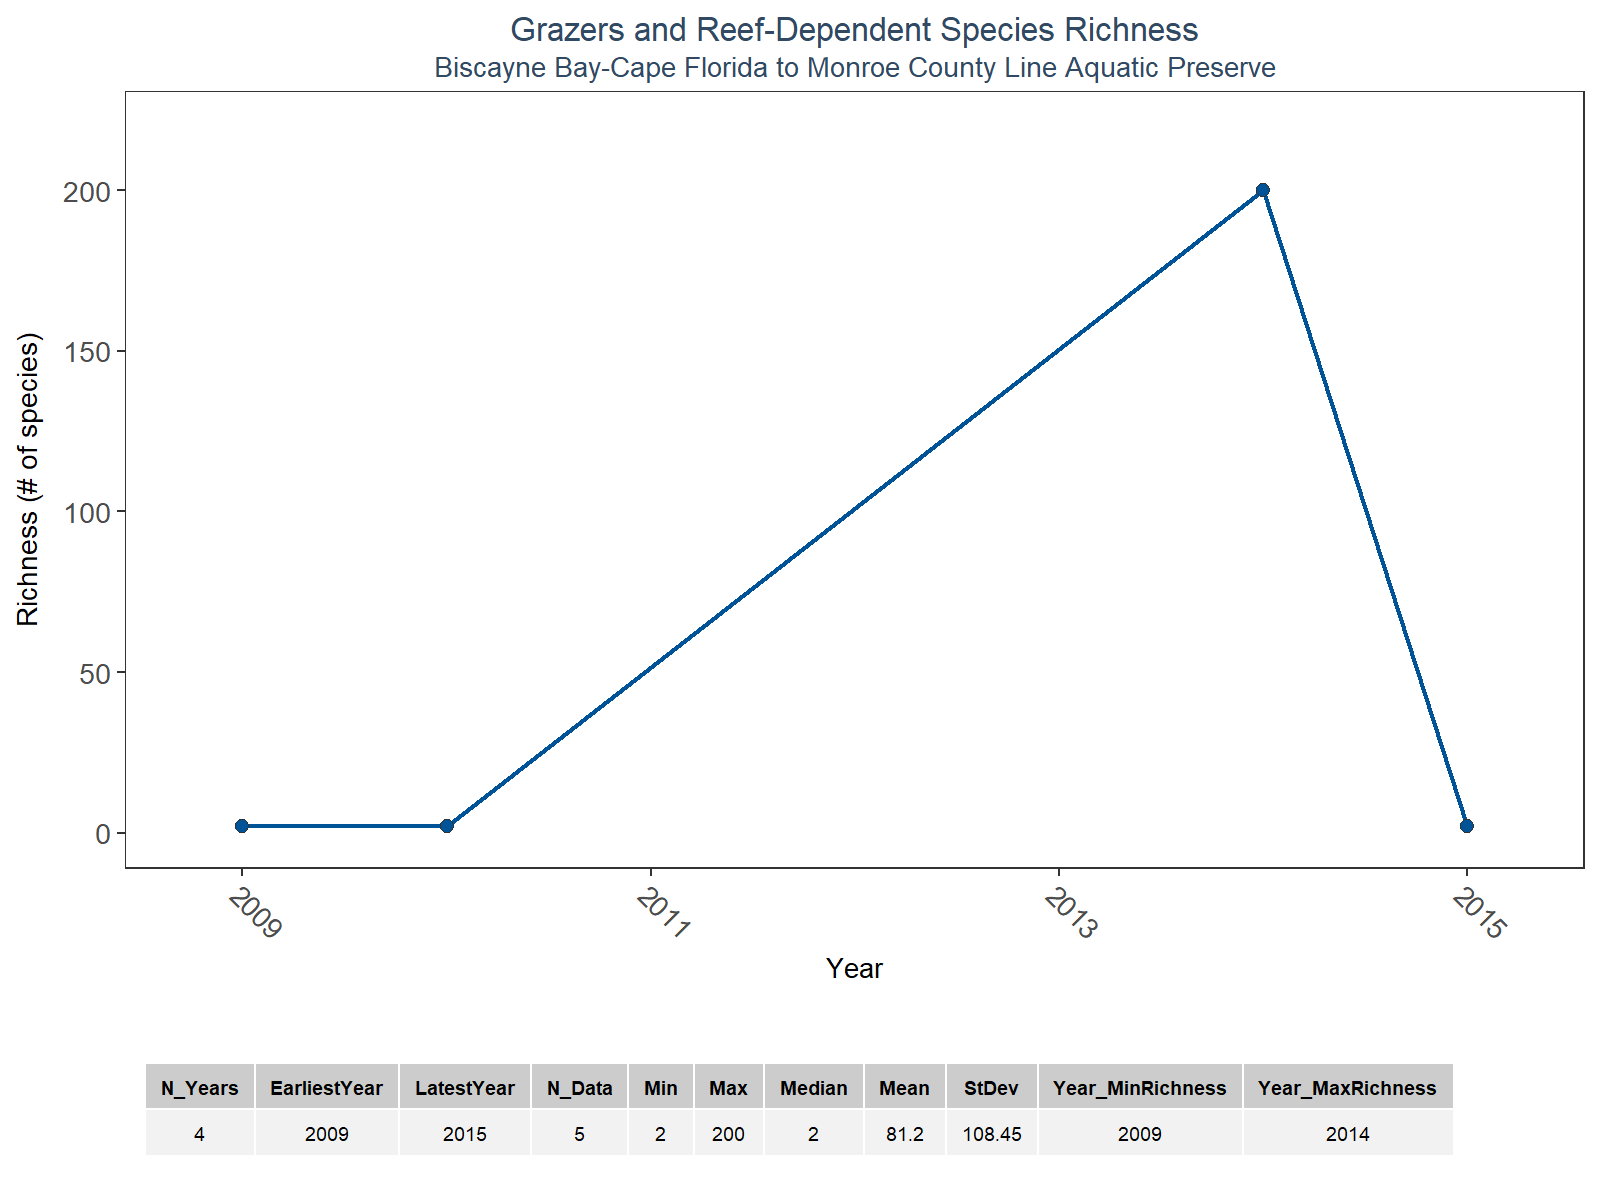 Grazers and Reef-Dependent Species Richness
Biscayne Bay-Cape Florida to Monroe County Line Aquatic Preserve
Richness (# of species)
200
150
100
50
0
2009 2011 2013 2015
Year
N_Years EarliestYear LatestYear N_Data Min Max Median Mean StDev Year_MinRichness Year_MaxRichness
4 2009 2015 5 2 200 2 81.2 108.45 2009 2014